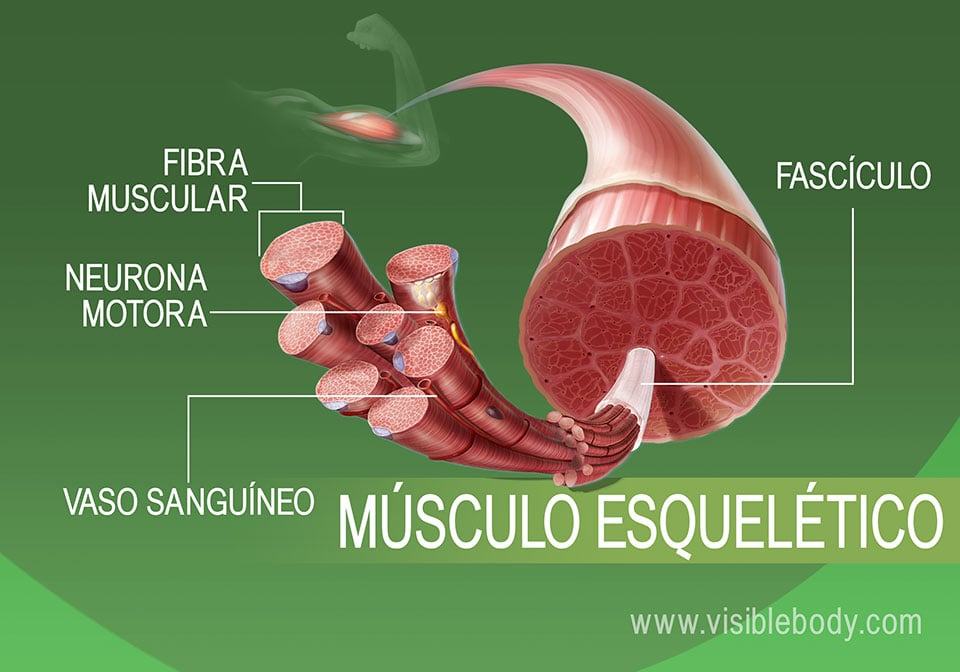 FIBRA
MUSCULAR
FASCÍCULO
NEURONA
MOTORA
VASO SANGUÍNEO
MÚSCULO ESQUELÉTICO
www.visiblebody.com